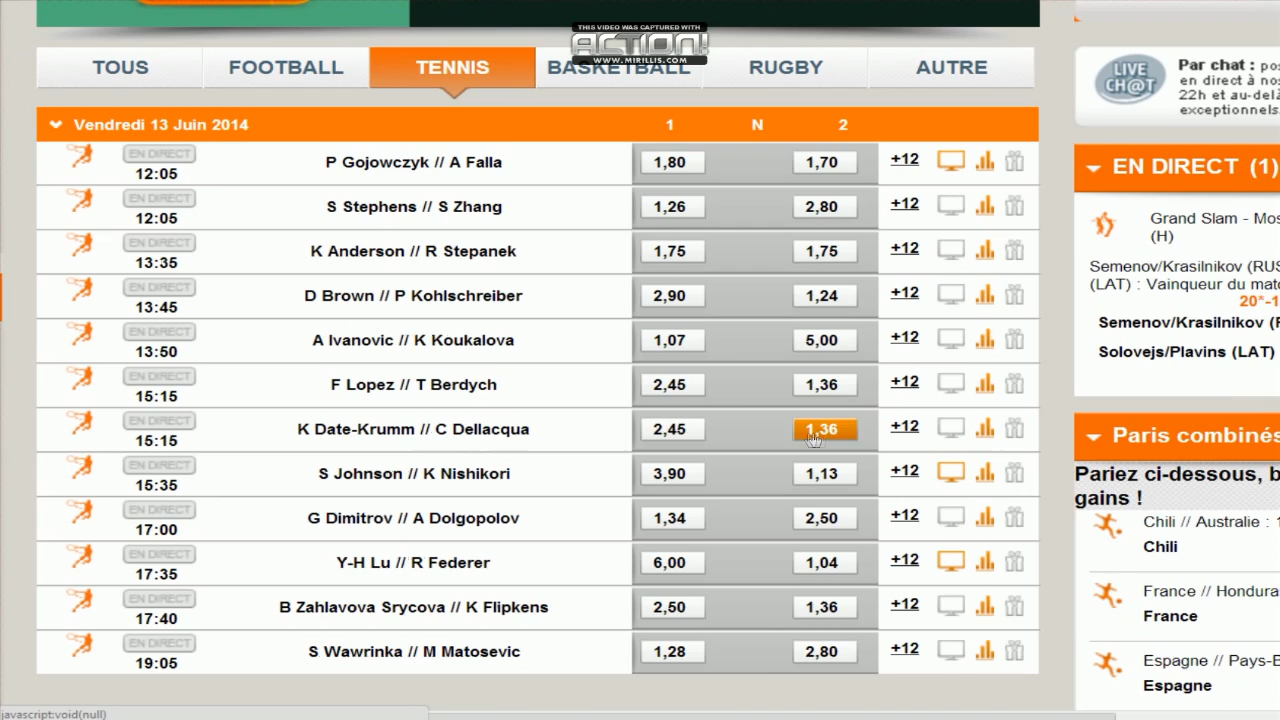 THIS VIDEO WAS CAPTURED WITH
ACTION!
WWW.MIRILLIS.COM
TOUS FOOTBALL TENNIS BASKETBALL RUGBY AUTRE
Vendredi 13 Juin 2014 1 N 2
EN DIRECT
12:05 P Gojowczyk // A Falla 1,80 1,70 +12
EN DIRECT
12:05 S Stephens // S Zhang 1,26 2,80 +12
EN DIRECT
13:35 K Anderson // R Stepanek 1,75 1,75 +12
EN DIRECT
13:45 D Brown // P Kohlschreiber 2,90 1,24 +12
EN DIRECT
13:50 A Ivanovic // K Koukalova 1,07 5,00 +12
EN DIRECT
15:15 F Lopez // T Berdych 2,45 1,36 +12
EN DIRECT
15:15 K Date-Krumm // C Dellacqua 2,45 1,36 +12
EN DIRECT
15:35 S Johnson // K Nishikori 3,90 1,13 +12
EN DIRECT
17:00 G Dimitrov // A Dolgopolov 1,34 2,50 +12
EN DIRECT
17:35 Y-H Lu // R Federer 6,00 1,04 +12
EN DIRECT
17:40 B Zahlavova Srycova // K Flipkens 2,50 1,36 +12
EN DIRECT
19:05 S Wawrinka // M Matosevic 1,28 2,80 +12
LIVE
CH@T
Par chat : pos
en direct à nos
22h et au-delà
exceptionnels.
EN DIRECT (1)
Grand Slam - Mos
(H)
Semenov/Krasilnikov (RUS
(LAT) : Vainqueur du mat
20*-1
Semenov/Krasilnikov (F
Solovejs/Plavins (LAT)
Paris combinés
Pariez ci-dessous, b
gains !
Chili // Australie : 1
Chili
France // Hondura
France
Espagne // Pays-B
Espagne
javascript:void(null)